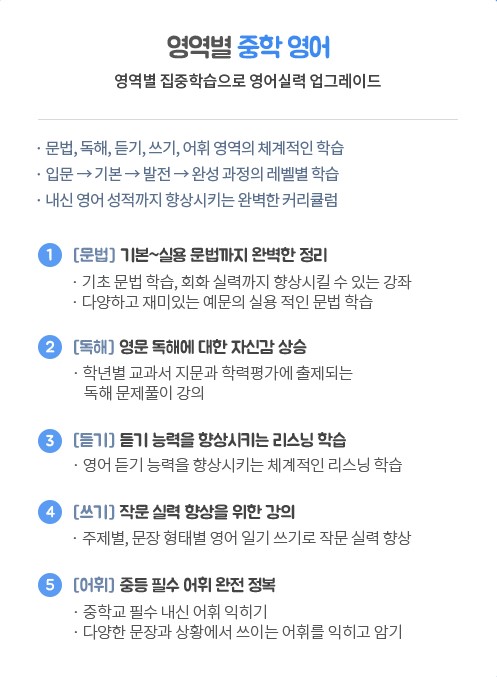 영역별 중학 영어
영역별 집중학습으로 영어실력 업그레이드
· 문법, 독해, 듣기, 쓰기, 어휘 영역의 체계적인 학습
· 입문 → 기본 → 발전 → 완성 과정의 레벨별 학습
· 내신 영어 성적까지 향상시키는 완벽한 커리큘럼
1 [문법] 기본~실용 문법까지 완벽한 정리
· 기초 문법 학습, 회화 실력까지 향상시킬 수 있는 강좌
· 다양하고 재미있는 예문의 실용 적인 문법 학습
2 [독해] 영문 독해에 대한 자신감 상승
· 학년별 교과서 지문과 학력평가에 출제되는
독해 문제풀이 강의
3 [듣기] 듣기 능력을 향상시키는 리스닝 학습
· 영어 듣기 능력을 향상시키는 체계적인 리스닝 학습
4 [쓰기] 작문 실력 향상을 위한 강의
· 주제별, 문장 형태별 영어 일기 쓰기로 작문 실력 향상
5 [어휘] 중등 필수 어휘 완전 정복
· 중학교 필수 내신 어휘 익히기
· 다양한 문장과 상황에서 쓰이는 어휘를 익히고 암기